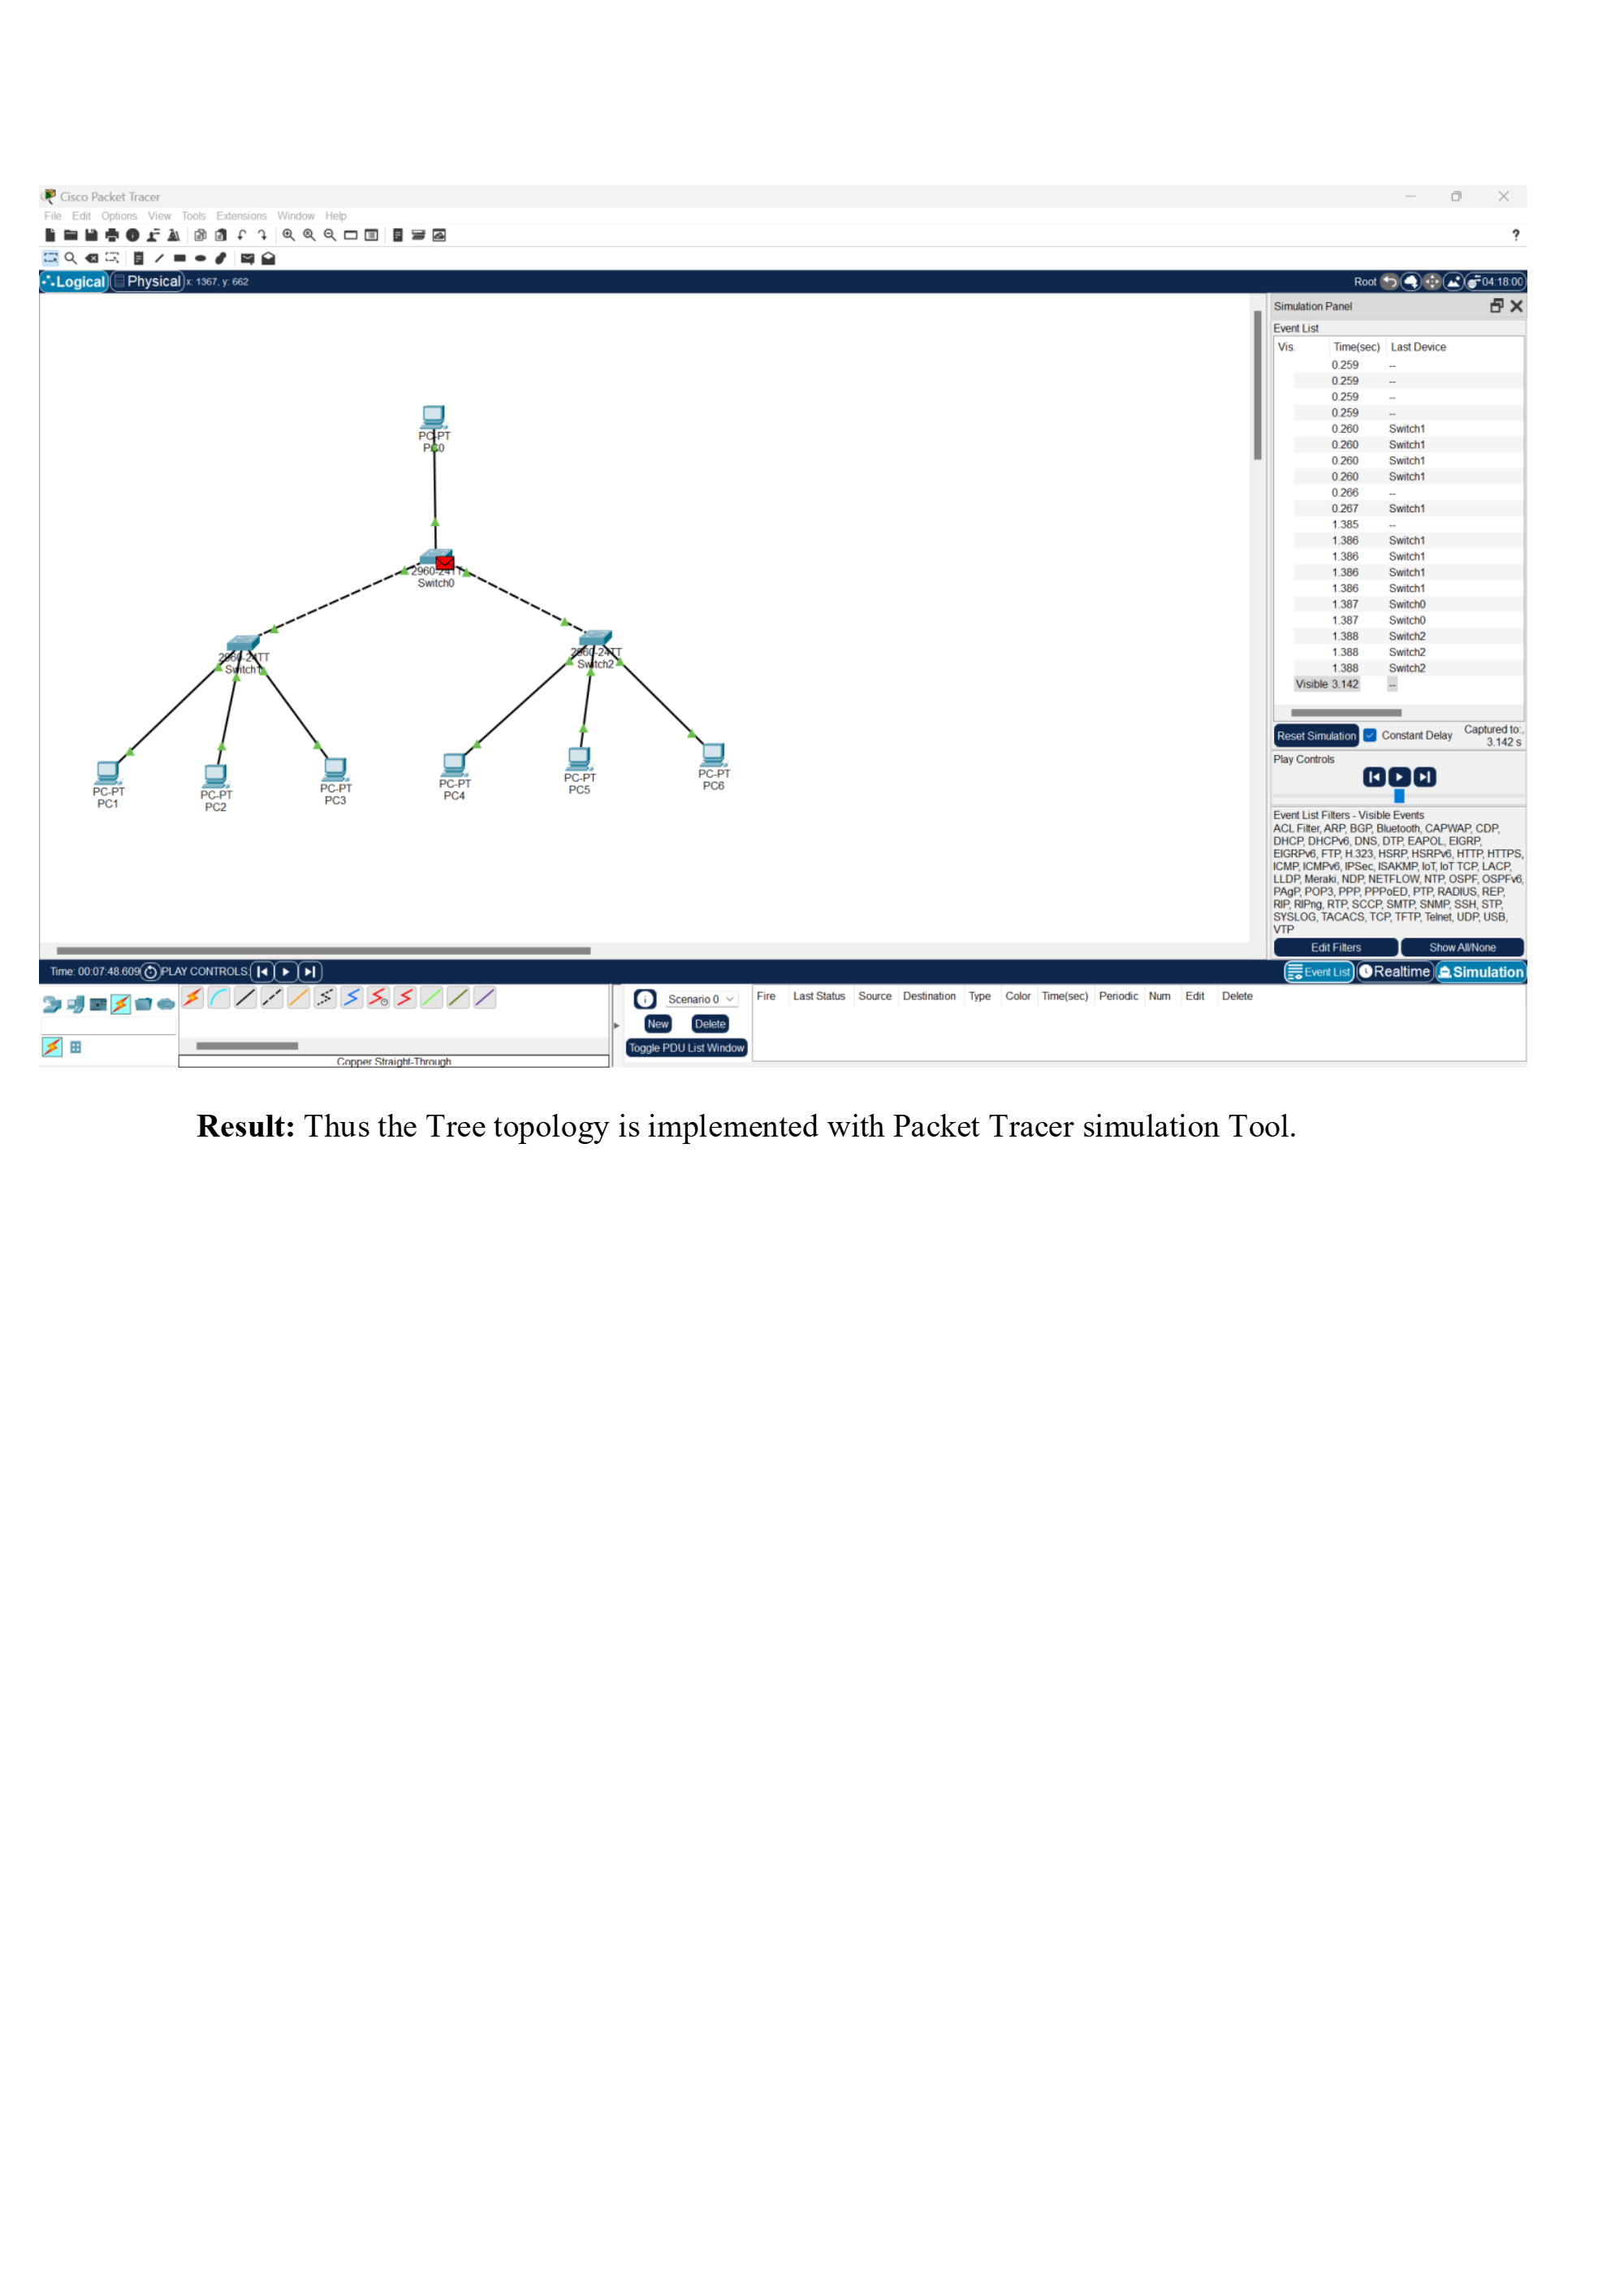 Cisco Packet Tracer
File Edit Options View Tools Extensions Window Help
?
Logical Physical x: 1367, y: 662 Root 04:18:00
Simulation Panel
Event List
Vis. Time(sec) Last Device
0.259 --
0.259 --
0.259 --
0.259 --
0.260 Switch1
0.260 Switch1
0.260 Switch1
0.260 Switch1
0.266 --
0.267 Switch1
1.385 --
1.386 Switch1
1.386 Switch1
1.386 Switch1
1.386 Switch1
1.387 Switch0
1.387 Switch0
1.388 Switch2
1.388 Switch2
1.388 Switch2
Visible 3.142 --
Reset Simulation Constant Delay Captured to:
3.142 s
Play Controls
Event List Filters - Visible Events
ACL Filter, ARP, BGP, Bluetooth, CAPWAP, CDP,
DHCP, DHCPv6, DNS, DTP, EAPOL, EIGRP,
EIGRPv6, FTP, H.323, HSRP, HSRPv6, HTTP, HTTPS,
ICMP, ICMPv6, IPSec, ISAKMP, IoT, IoT TCP, LACP,
LLDP, Meraki, NDP, NETFLOW, NTP, OSPF, OSPFv6,
PAgP, POP3, PPP, PPPoED, PTP, RADIUS, REP,
RIP, RIPng, RTP, SCCP, SMTP, SNMP, SSH, STP,
SYSLOG, TACACS, TCP, TFTP, Telnet, UDP, USB,
VTP
Edit Filters Show All/None
PC-PT
PC0
2960-24TT
Switch0
2960-24TT
Switch1
2960-24TT
Switch2
PC-PT
PC1
PC-PT
PC2
PC-PT
PC3
PC-PT
PC4
PC-PT
PC5
PC-PT
PC6
Time: 00:07:48.609 PLAY CONTROLS: Event List Realtime Simulation
Scenario 0
New Delete
Toggle PDU List Window
Fire Last Status Source Destination Type Color Time(sec) Periodic Num Edit Delete
Copper Straight-Through
Result: Thus the Tree topology is implemented with Packet Tracer simulation Tool.